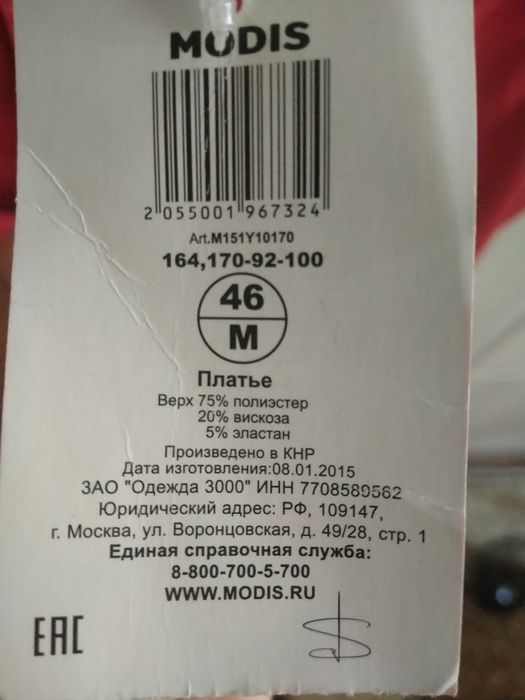 MODIS
2 055001 967324
Art.M151Y10170
164,170-92-100
46
M
Платье
Верх 75% полиэстер
20% вискоза
5% эластан
Произведено в КНР
Дата изготовления:08.01.2015
ЗАО "Одежда 3000" ИНН 7708589562
Юридический адрес: РФ, 109147,
г. Москва, ул. Воронцовская, д. 49/28, стр. 1
Единая справочная служба:
8-800-700-5-700
WWW.MODIS.RU
EAC